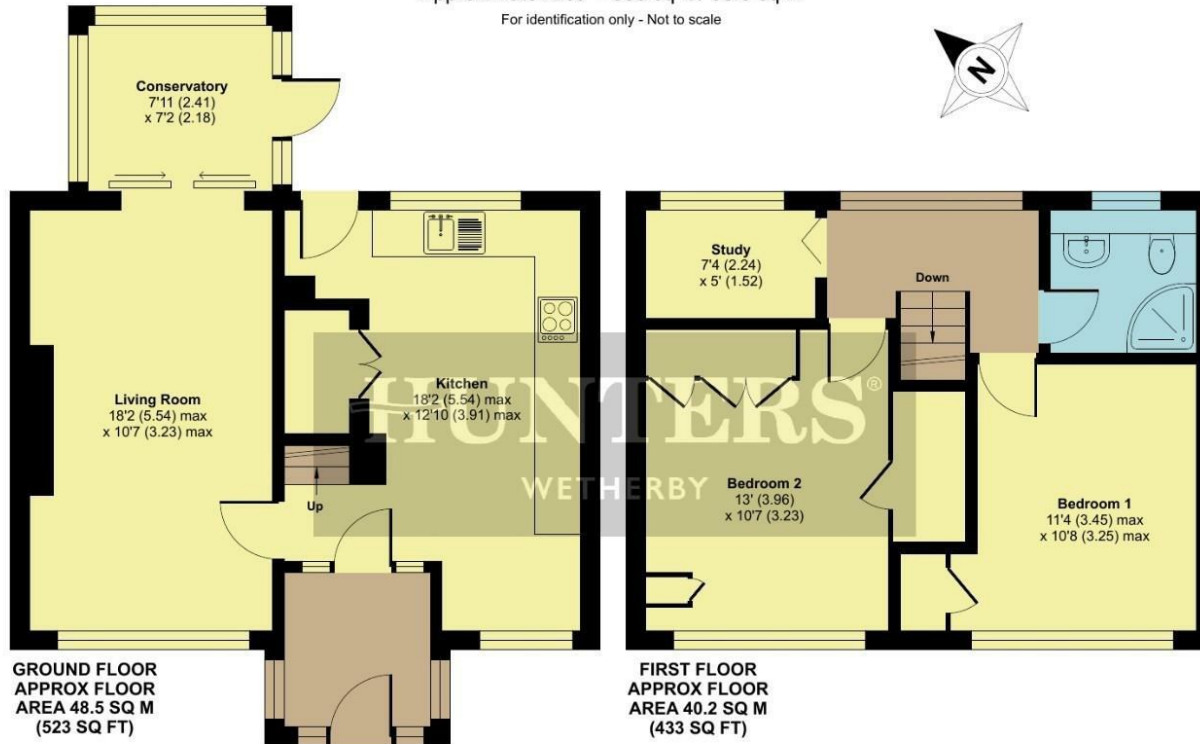 For identification only - Not to scale
N
Conservatory
7'11 (2.41)
x 7'2 (2.18)
Living Room
18'2 (5.54) max
x 10'7 (3.23) max
Kitchen
18'2 (5.54) max
x 12'10 (3.91) max
Up
Study
7'4 (2.24)
x 5' (1.52)
Down
Bedroom 2
13' (3.96)
x 10'7 (3.23)
Bedroom 1
11'4 (3.45) max
x 10'8 (3.25) max
HUNTERS®
WETHERBY
GROUND FLOOR
APPROX FLOOR
AREA 48.5 SQ M
(523 SQ FT)
FIRST FLOOR
APPROX FLOOR
AREA 40.2 SQ M
(433 SQ FT)